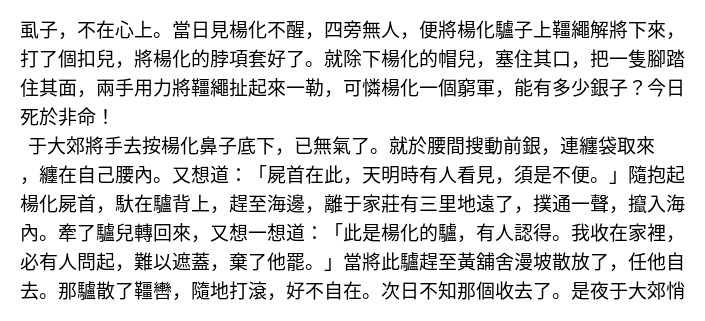 虱子，不在心上。當日見楊化不醒，四旁無人，便將楊化驢子上韁繩解將下來，
打了個扣兒，將楊化的脖項套好了。就除下楊化的帽兒，塞住其口，把一隻腳踏
住其面，兩手用力將韁繩扯起來一勒，可憐楊化一個窮軍，能有多少銀子？今日
死於非命！
于大郊將手去按楊化鼻子底下，已無氣了。就於腰間搜動前銀，連纏袋取來
，纏在自己腰內。又想道：「屍首在此，天明時有人看見，須是不便。」隨抱起
楊化屍首，馱在驢背上，趕至海邊，離于家莊有三里地遠了，撲通一聲，攛入海
內。牽了驢兒轉回來，又想一想道：「此是楊化的驢，有人認得。我收在家裡，
必有人問起，難以遮蓋，棄了他罷。」當將此驢趕至黃舖舍漫坡散放了，任他自
去。那驢散了韁轡，隨地打滾，好不自在。次日不知那個收去了。是夜于大郊悄